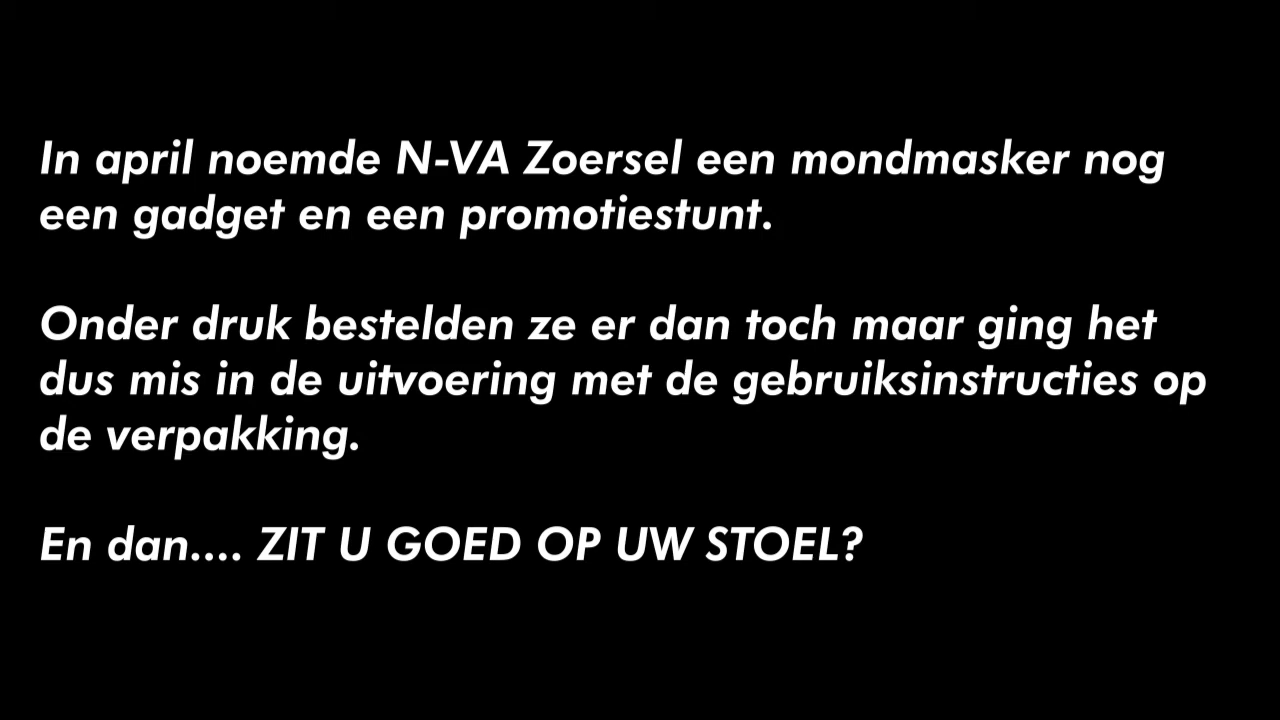 In april noemde N-VA Zoersel een mondmasker nog
een gadget en een promotiestunt.
Onder druk bestelden ze er dan toch maar ging het
dus mis in de uitvoering met de gebruiksinstructies op
de verpakking.
En dan.... ZIT U GOED OP UW STOEL?